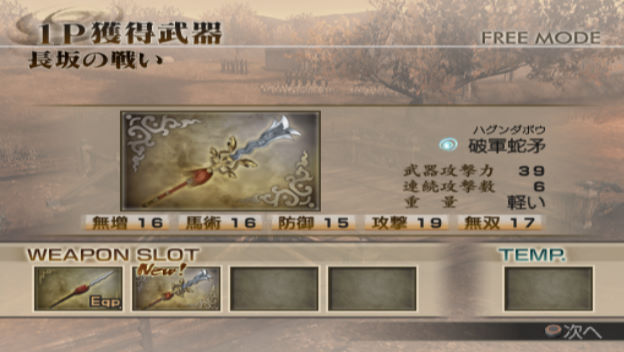 1P獲得武器
FREE MODE
長坂の戦い
ハグンダボウ
破軍蛇矛
武器攻撃力 39
連続攻撃数 6
重量 軽い
無増 16 馬術 16 防御 15 攻撃 19 無双 17
WEAPON SLOT
TEMP.
New!
Eqp
次へ